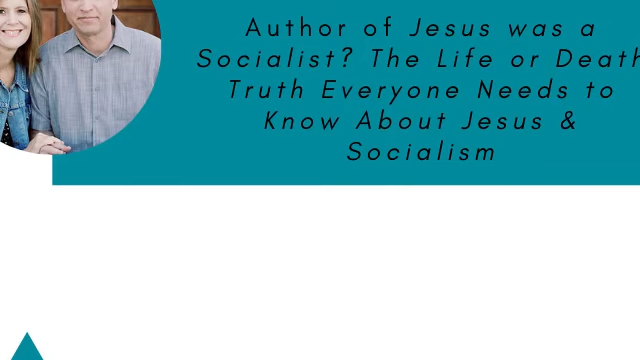 Author of Jesus was a
Socialist? The Life or Death
Truth Everyone Needs to
Know About Jesus &
Socialism